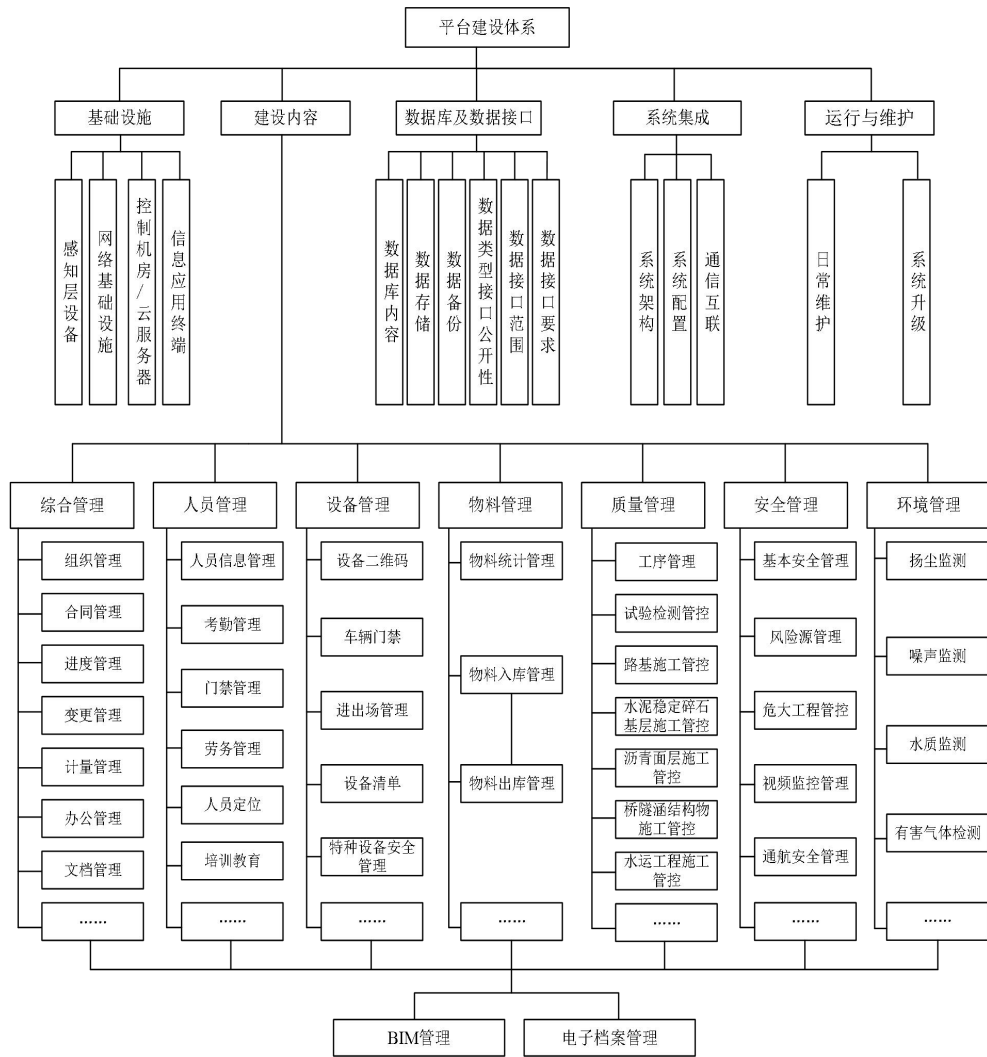 平台建设体系
基础设施
建设内容
数据库及数据接口
系统集成
运行与维护
感知层设备
网络基础设施
控制机房/云服务器
信息应用终端
数据库内容
数据存储
数据备份
数据类型接口公开性
数据接口范围
数据接口要求
系统架构
系统配置
通信互联
日常维护
系统升级
综合管理
组织管理
合同管理
进度管理
变更管理
计量管理
办公管理
文档管理
……
人员管理
人员信息管理
考勤管理
门禁管理
劳务管理
人员定位
培训教育
……
设备管理
设备二维码
车辆门禁
进出场管理
设备清单
特种设备安全
管理
……
物料管理
物料统计管理
物料入库管理
物料出库管理
……
质量管理
工序管理
试验检测管控
路基施工管控
水泥稳定碎石
基层施工管控
沥青面层施工
管控
桥隧涵结构物
施工管控
水运工程施工
管控
……
安全管理
基本安全管理
风险源管理
危大工程管控
视频监控管理
通航安全管理
……
环境管理
扬尘监测
噪声监测
水质监测
有害气体检测
……
BIM管理
电子档案管理